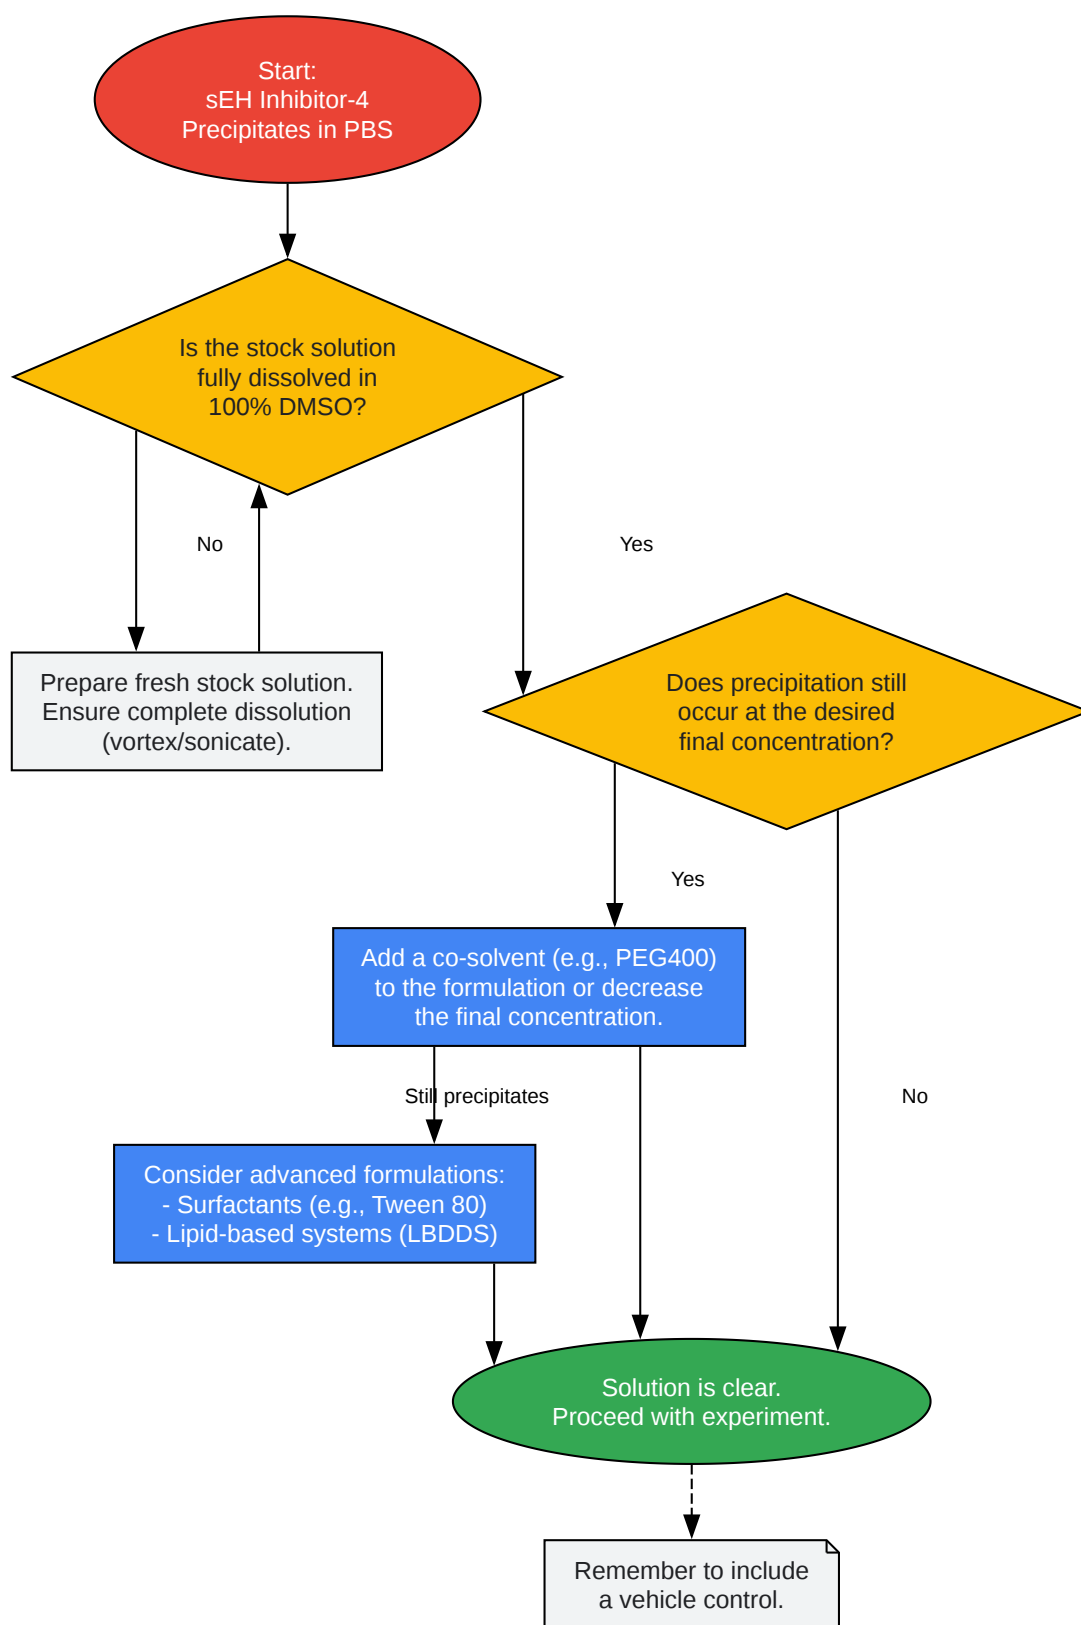 Start:
sEH Inhibitor-4
Precipitates in PBS
Is the stock solution
fully dissolved in
100% DMSO?
No
Yes
Prepare fresh stock solution.
Ensure complete dissolution
(vortex/sonicate).
Does precipitation still
occur at the desired
final concentration?
Yes
Add a co-solvent (e.g., PEG400)
to the formulation or decrease
the final concentration.
Still precipitates
No
Consider advanced formulations:
- Surfactants (e.g., Tween 80)
- Lipid-based systems (LBDDS)
Solution is clear.
Proceed with experiment.
Remember to include
a vehicle control.